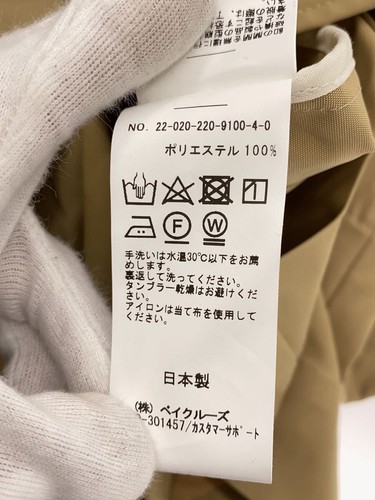 NO. 22-020-220-9100-4-0
ポリエステル 100%
F
W
手洗いは水温30℃以下をお薦
めします。
裏返して洗ってください。
タンブラー乾燥はお避けくだ
さい。
アイロンは当て布を使用して
ください。
日本製
(株) ベイクルーズ
-301457/カスタマーサポート